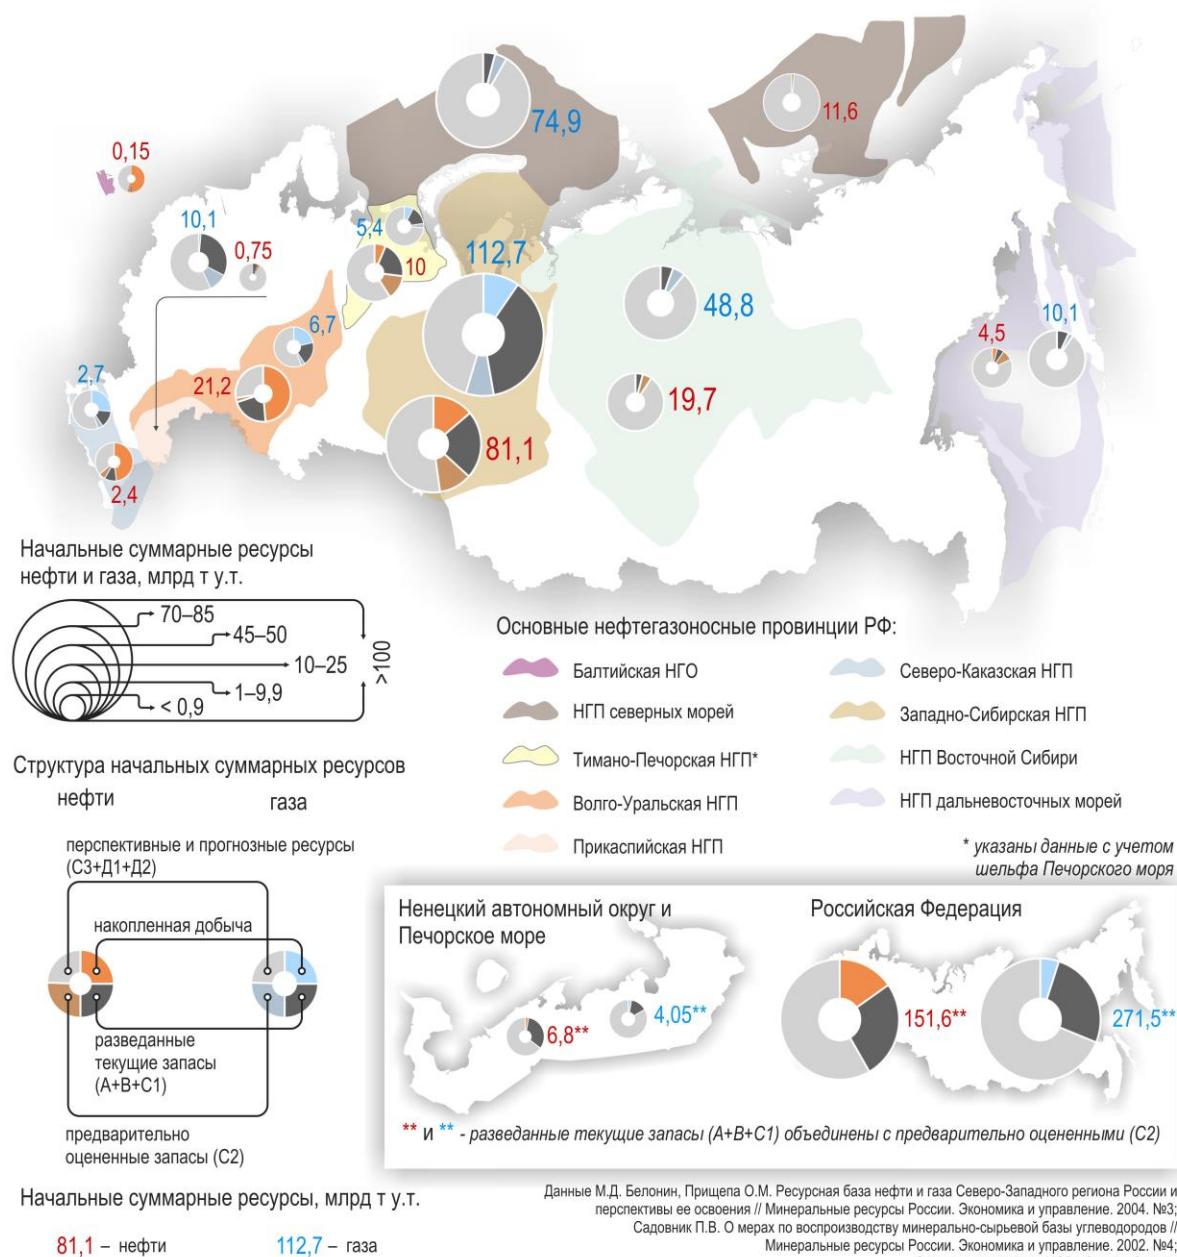 74,9
11,6
0,15
10,1
0,75
5,4
10
112,7
48,8
6,7
4,5
10,1
2,7
21,2
19,7
81,1
2,4
Начальные суммарные ресурсы
нефти и газа, млрд т у.т.
70–85
45–50
10–25
1–9,9
< 0,9
>100
Основные нефтегазоносные провинции РФ:
Балтийская НГО
НГП северных морей
Тимано-Печорская НГП*
Волго-Уральская НГП
Прикаспийская НГП
Северо-Каказская НГП
Западно-Сибирская НГП
НГП Восточной Сибири
НГП дальневосточных морей
* указаны данные с учетом
шельфа Печорского моря
Структура начальных суммарных ресурсов
нефти газа
перспективные и прогнозные ресурсы
(С3+Д1+Д2)
накопленная добыча
разведанные
текущие запасы
(А+В+С1)
предварительно
оцененные запасы (С2)
Ненецкий автономный округ и
Печорское море
6,8**
4,05**
Российская Федерация
151,6**
271,5**
** и ** - разведанные текущие запасы (А+В+С1) объединены с предварительно оцененными (С2)
Начальные суммарные ресурсы, млрд т у.т.
81,1 – нефти 112,7 – газа
Данные М.Д. Белонин, Прищепа О.М. Ресурсная база нефти и газа Северо-Западного региона России и
перспективы ее освоения // Минеральные ресурсы России. Экономика и управление. 2004. №3;
Садовник П.В. О мерах по воспроизводству минерально-сырьевой базы углеводородов //
Минеральные ресурсы России. Экономика и управление. 2002. №4;